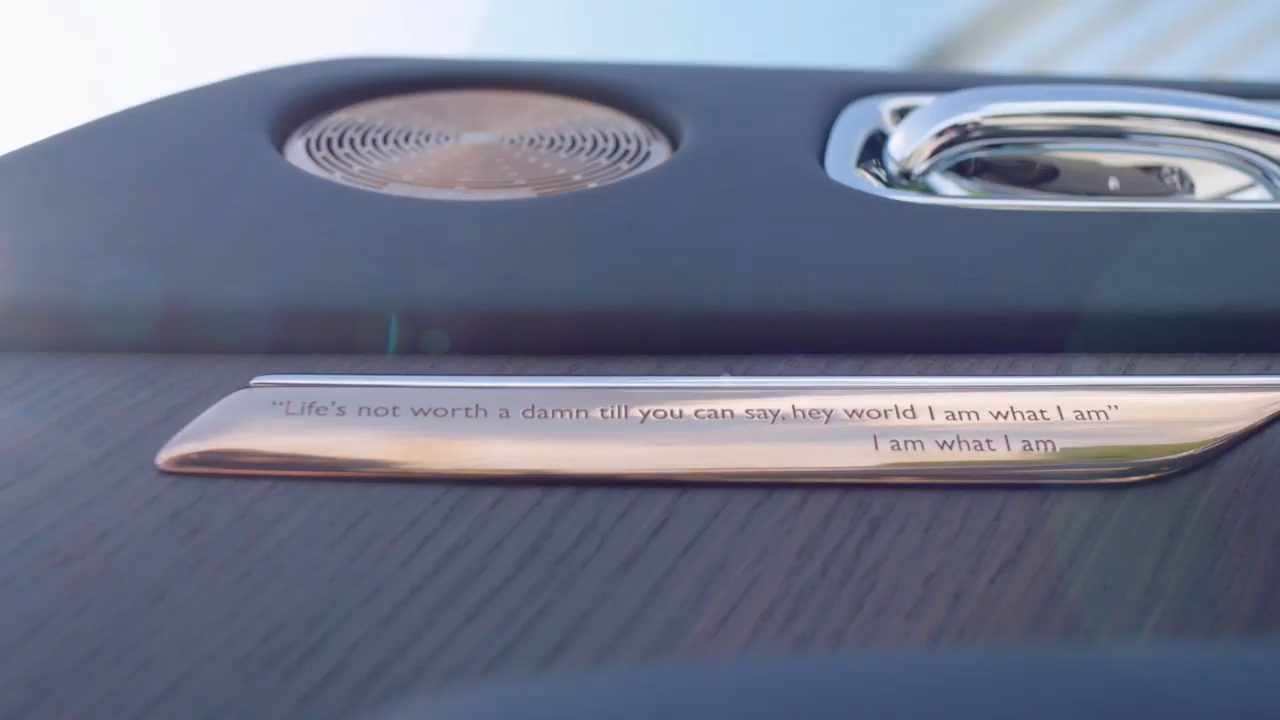 “Life’s not worth a damn till you can say, hey world I am what I am”
I am what I am